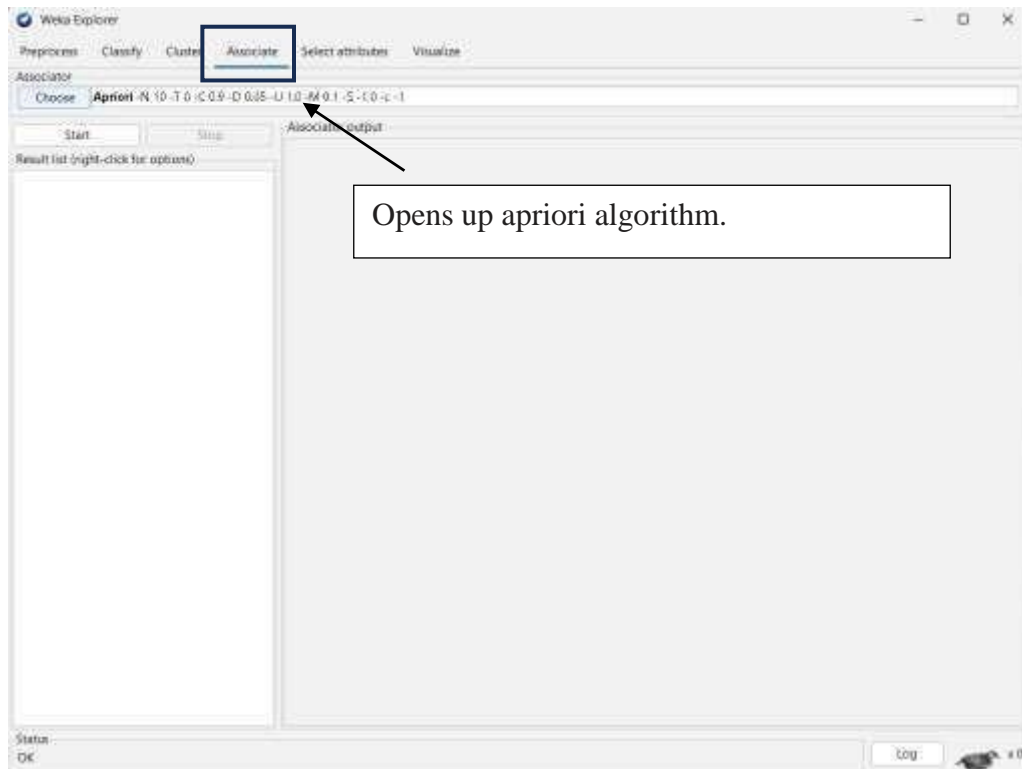 Weka Explorer
Preprocess Classify Cluster Associate Select attributes Visualize
Associator
Choose Apriori -N 10 -T 0 -C 0.9 -D 0.05 -U 1.0 -M 0.1 -S -1.0 -c -1
Start Stop
Associator output
Result list (right-click for options)
Opens up apriori algorithm.
Status
OK
Log x 0